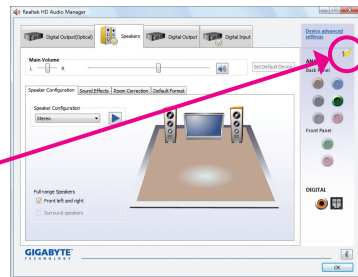 Realtek HD Audio Manager
Digital Output(Optical)
Speakers
Digital Output
Digital Input
Device advanced
settings
Main Volume
L
R
Set Default Device
Speaker Configuration
Sound Effects
Room Correction
Default Format
Speaker Configuration
Stereo
Full-range Speakers
Front left and right
Surround speakers
ANALOG
Back Panel
Front Panel
DIGITAL
GIGABYTE
TECHNOLOGY
OK